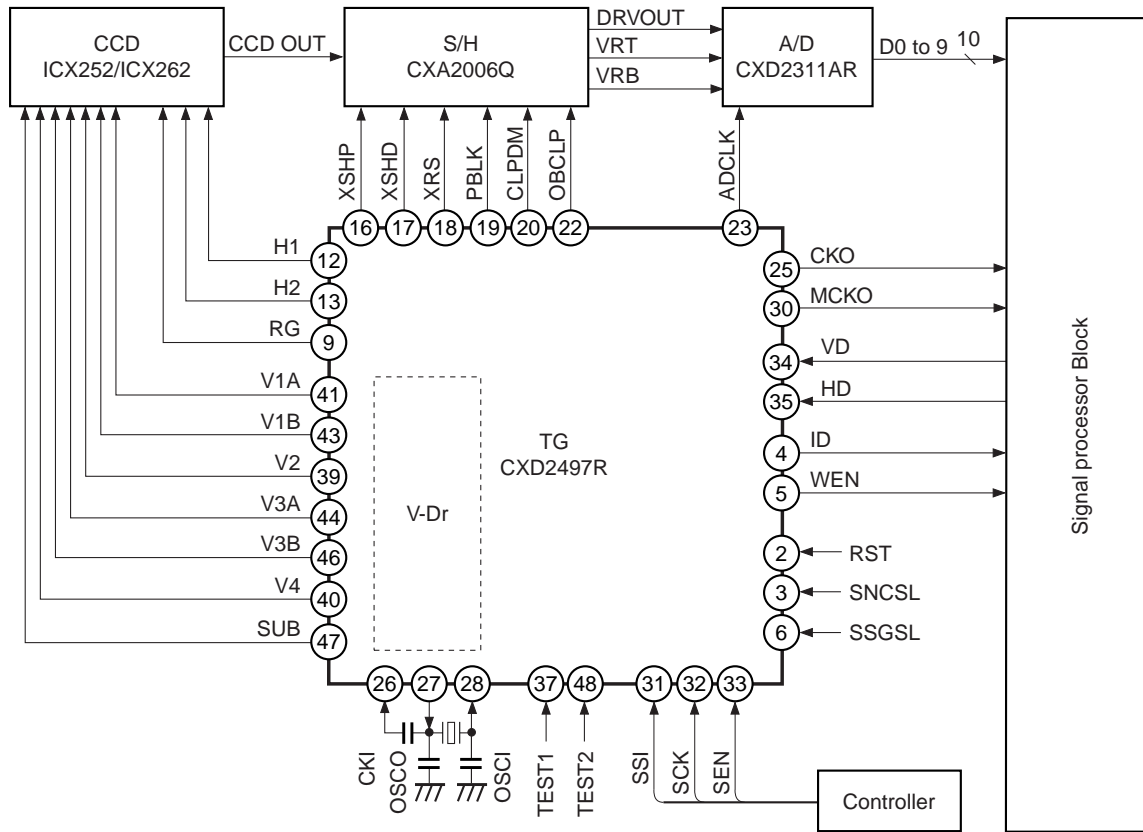 CCD
ICX252/ICX262
CCD OUT
S/H
CXA2006Q
DRVOUT
VRT
VRB
A/D
CXD2311AR
D0 to 9
10
Signal processor Block
XSHP
XSHD
XRS
PBLK
CLPDM
OBCLP
ADCLK
16
17
18
19
20
22
23
H1
12
H2
13
RG
9
V1A
41
V1B
43
V2
39
V3A
44
V3B
46
V4
40
SUB
47
V-Dr
TG
CXD2497R
25
CKO
30
MCKO
34
VD
35
HD
4
ID
5
WEN
2
RST
3
SNCSL
6
SSGSL
26
27
28
37
48
31
32
33
CKI
OSCO
OSCI
TEST1
TEST2
SSI
SCK
SEN
Controller